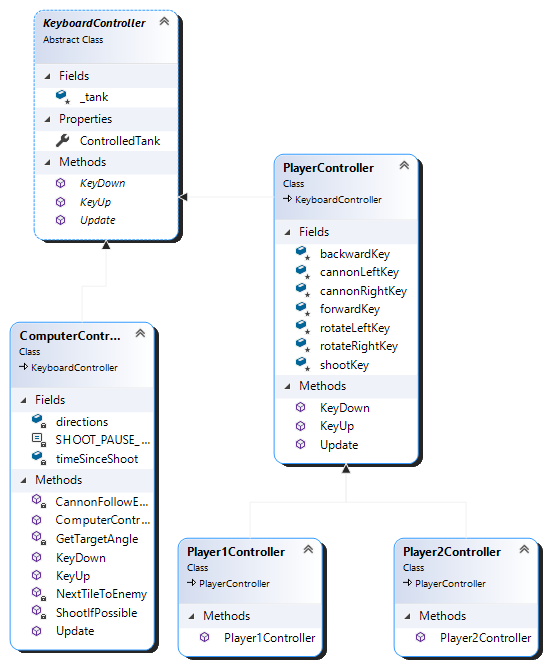 KeyboardController
Abstract Class
Fields
_tank
Properties
ControlledTank
Methods
KeyDown
KeyUp
Update
PlayerController
Class
KeyboardController
Fields
backwardKey
cannonLeftKey
cannonRightKey
forwardKey
rotateLeftKey
rotateRightKey
shootKey
Methods
KeyDown
KeyUp
Update
ComputerContr...
Class
KeyboardController
Fields
directions
SHOOT_PAUSE_...
timeSinceShoot
Methods
CannonFollowE...
ComputerContr...
GetTargetAngle
KeyDown
KeyUp
NextTileToEnemy
ShootIfPossible
Update
Player1Controller
Class
PlayerController
Methods
Player1Controller
Player2Controller
Class
PlayerController
Methods
Player2Controller